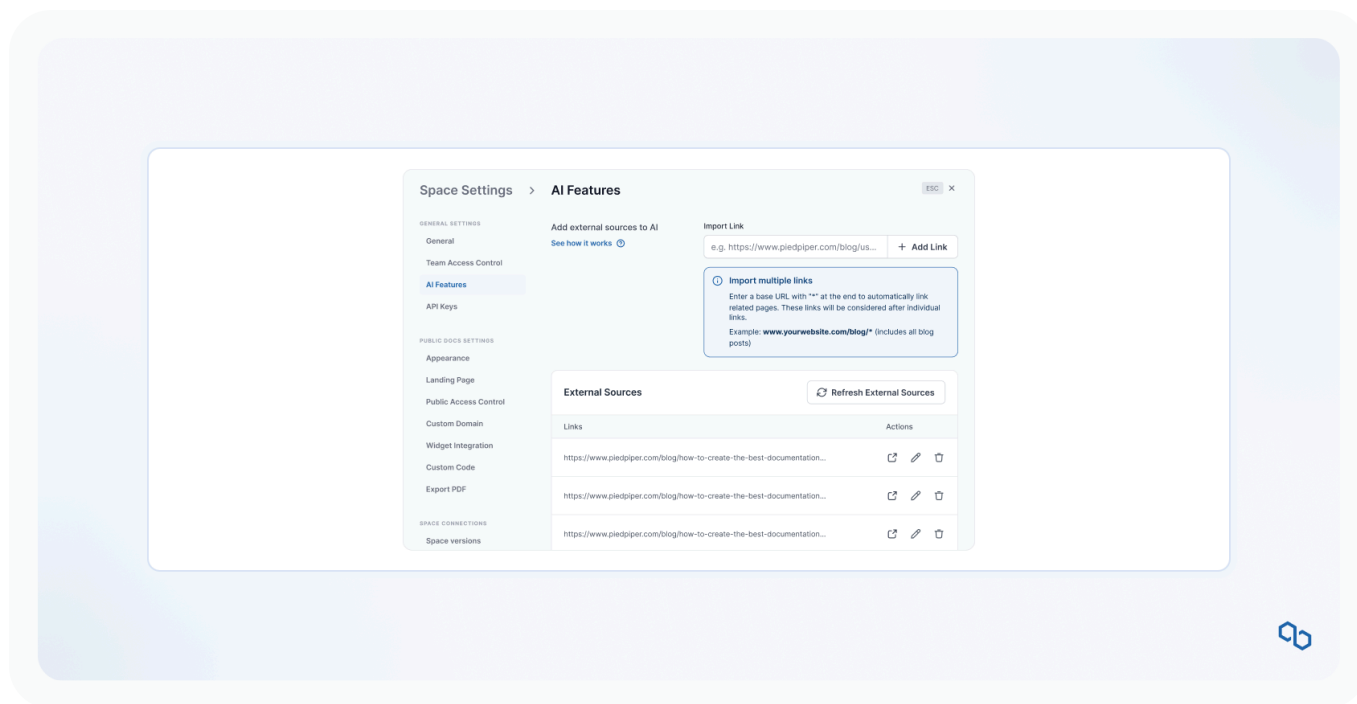 Space Settings > AI Features
ESC ×
GENERAL SETTINGS
General
Team Access Control
AI Features
API Keys
PUBLIC DOCS SETTINGS
Appearance
Landing Page
Public Access Control
Custom Domain
Widget Integration
Custom Code
Export PDF
SPACE CONNECTIONS
Space versions
Add external sources to AI
See how it works
Import Link
e.g. https://www.piedpiper.com/blog/us...
+ Add Link
Import multiple links
Enter a base URL with "*" at the end to automatically link
related pages. These links will be considered after individual
links.
Example: www.yourwebsite.com/blog/* (includes all blog
posts)
External Sources
Refresh External Sources
Links Actions
https://www.piedpiper.com/blog/how-to-create-the-best-documentation...
https://www.piedpiper.com/blog/how-to-create-the-best-documentation...
https://www.piedpiper.com/blog/how-to-create-the-best-documentation...